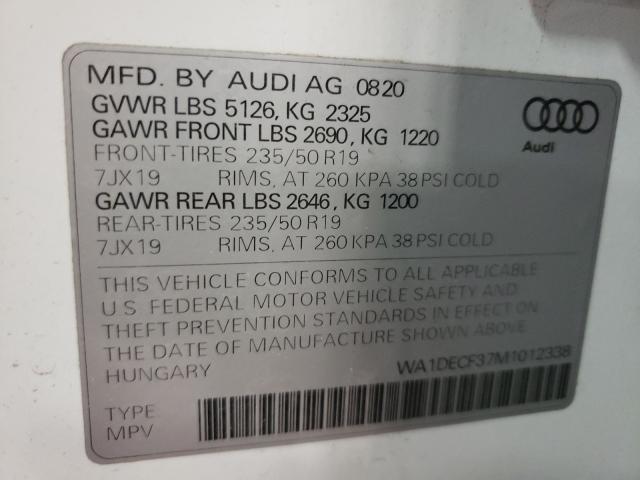 MFD. BY AUDI AG 0820
GVWR LBS 5126, KG 2325
GAWR FRONT LBS 2690, KG 1220
FRONT-TIRES 235/50 R19
7JX19 RIMS, AT 260 KPA 38 PSI COLD
GAWR REAR LBS 2646, KG 1200
REAR-TIRES 235/50 R19
7JX19 RIMS, AT 260 KPA 38 PSI COLD
Audi
THIS VEHICLE CONFORMS TO ALL APPLICABLE
U.S. FEDERAL MOTOR VEHICLE SAFETY AND
THEFT PREVENTION STANDARDS IN EFFECT ON
THE DATE OF MANUFACTURE SHOWN ABOVE
HUNGARY
WA1DECF37M1012338
TYPE
MPV